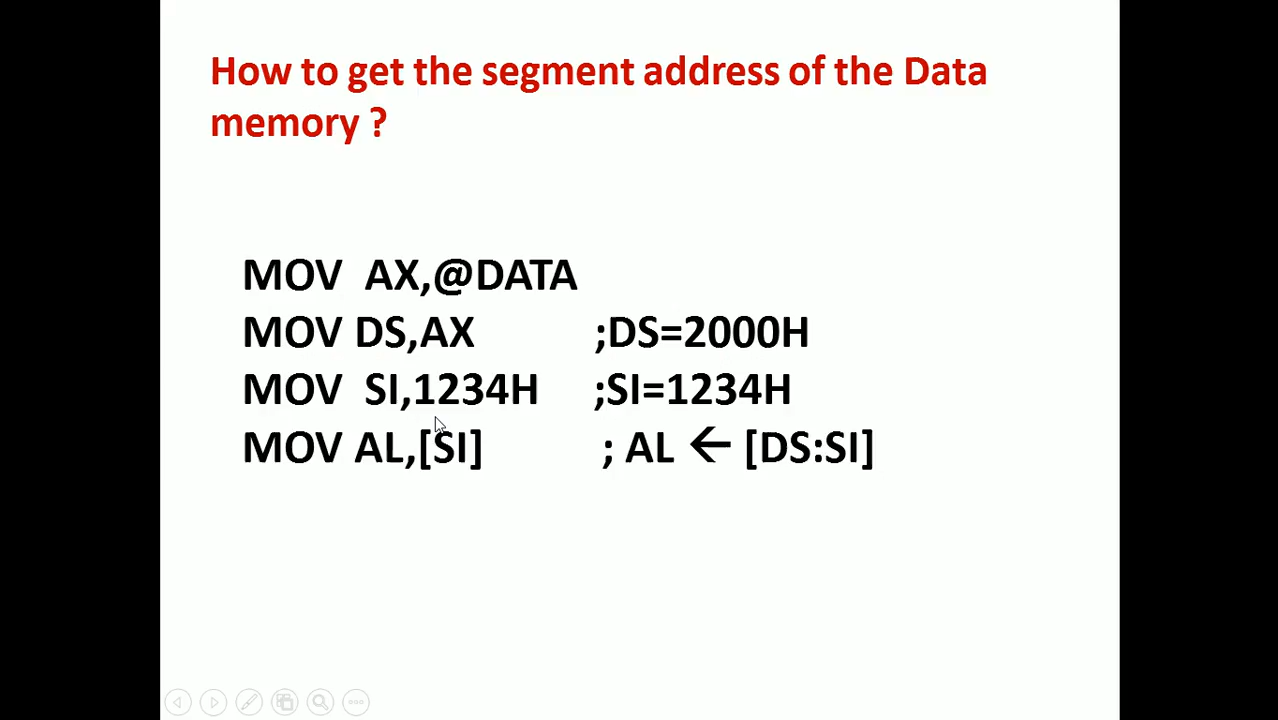 How to get the segment address of the Data
memory ?
MOV AX,@DATA
MOV DS,AX ;DS=2000H
MOV SI,1234H ;SI=1234H
MOV AL,[SI] ; AL ← [DS:SI]